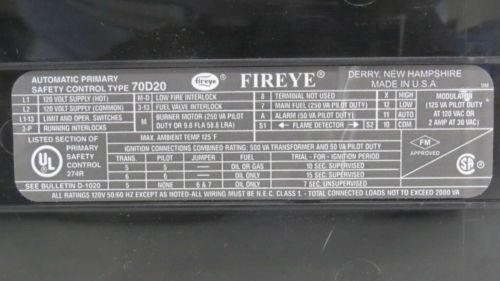 AUTOMATIC PRIMARY
SAFETY CONTROL TYPE 70D20
fireye
FIREYE®
DERRY, NEW HAMPSHIRE
MADE IN U.S.A.
L1 120 VOLT SUPPLY (HOT) M-D LOW FIRE INTERLOCK 8 TERMINAL NOT USED X HIGH MODULATOR
L2 120 VOLT SUPPLY (COMMON) 3-13 FUEL VALVE INTERLOCK 7 MAIN FUEL (250 VA PILOT DUTY) 12 LOW (125 VA PILOT DUTY
L1-13 LIMIT AND OPER. SWITCHES M BURNER MOTOR (250 VA PILOT A ALARM (50 VA PILOT DUTY) 11 AUTO AT 120 VAC OR
3-P RUNNING INTERLOCKS DUTY OR 9.8 FLA 58.8 LRA) S1 FLAME DETECTOR S2 10 COM 2 AMP AT 30 VAC)
LISTED SECTION OF
PRIMARY
SAFETY
CONTROL
274R
UL
MAX. AMBIENT TEMP 125 F
IGNITION CONNECTIONS COMBINED RATING: 500 VA TRANSFORMER AND 50 VA PILOT DUTY
TRANS. PILOT JUMPER FUEL TRIAL - FOR - IGNITION PERIOD
5 5 OIL OR GAS 10 SEC. SUPERVISED
6 6 OIL 15 SEC. SUPERVISED
5 NONE 6 & 7 OIL 7 SEC. UNSUPERVISED
FM
APPROVED
SEE BULLETIN D-1020
ALL RATINGS 120V 50/60 HZ EXCEPT AS NOTED-ALL WIRING MUST BE N.E.C. CLASS 1. - TOTAL CONNECTED LOADS NOT TO EXCEED 2000 VA